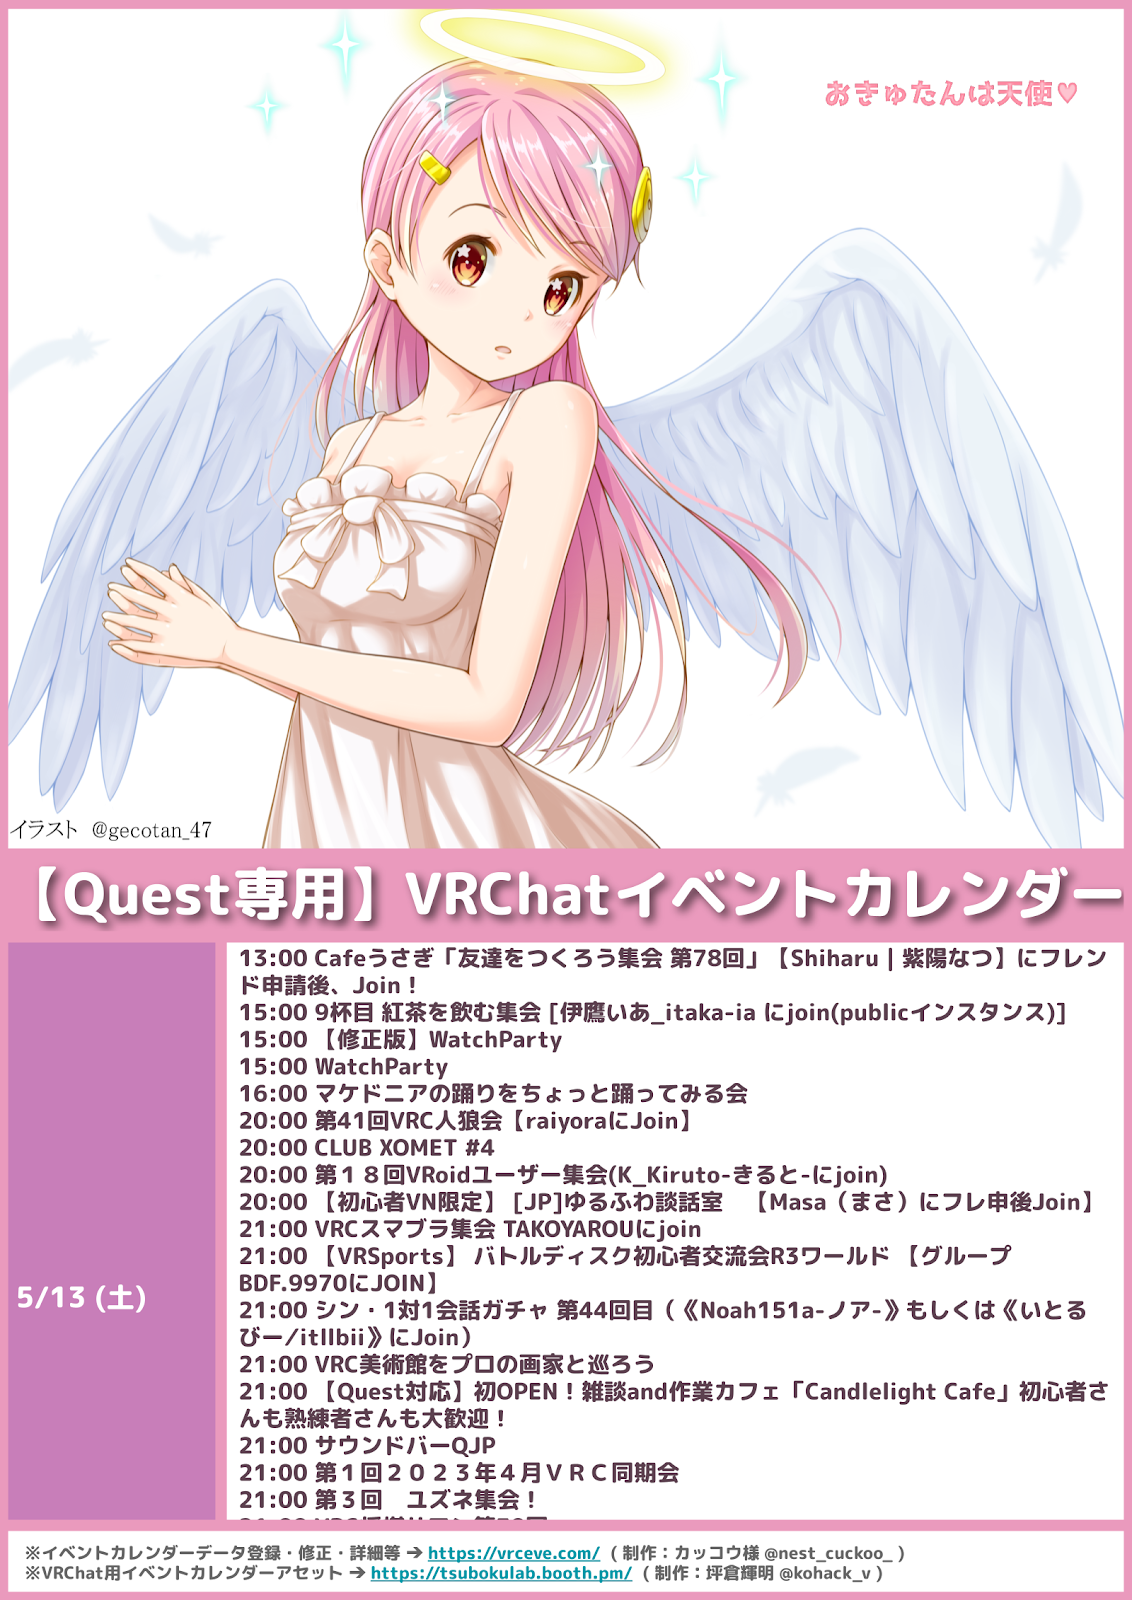 おきゅたんは天使♥
イラスト @gecotan_47
【Quest専用】VRChatイベントカレンダー
5/13 (土)
13:00 Cafeうさぎ「友達をつくろう集会 第78回」【Shiharu | 紫陽なつ】にフレン
ド申請後、Join！
15:00 9杯目 紅茶を飲む集会 [伊鷹いあ_itaka-ia にjoin(publicインスタンス)]
15:00 【修正版】WatchParty
15:00 WatchParty
16:00 マケドニアの踊りをちょっと踊ってみる会
20:00 第41回VRC人狼会【raiyoraにJoin】
20:00 CLUB XOMET #4
20:00 第１８回VRoidユーザー集会(K_Kiruto-きると-にjoin)
20:00 【初心者VN限定】 [JP]ゆるふわ談話室　【Masa（まさ）にフレ申後Join】
21:00 VRCスマブラ集会 TAKOYAROUにjoin
21:00 【VRSports】 バトルディスク初心者交流会R3ワールド 【グループ
BDF.9970にJOIN】
21:00 シン・1対1会話ガチャ 第44回目（《Noah151a-ノア-》もしくは《いとる
びー/itllbii》にJoin）
21:00 VRC美術館をプロの画家と巡ろう
21:00 【Quest対応】初OPEN！雑談and作業カフェ「Candlelight Cafe」初心者さ
んも熟練者さんも大歓迎！
21:00 サウンドバーQJP
21:00 第１回２０２３年４月ＶＲＣ同期会
21:00 第３回　ユズネ集会！
※イベントカレンダーデータ登録・修正・詳細等 ➔ https://vrceve.com/ ( 制作：カッコウ様 @nest_cuckoo_ )
※VRChat用イベントカレンダーアセット ➔ https://tsubokulab.booth.pm/ ( 制作：坪倉輝明 @kohack_v )